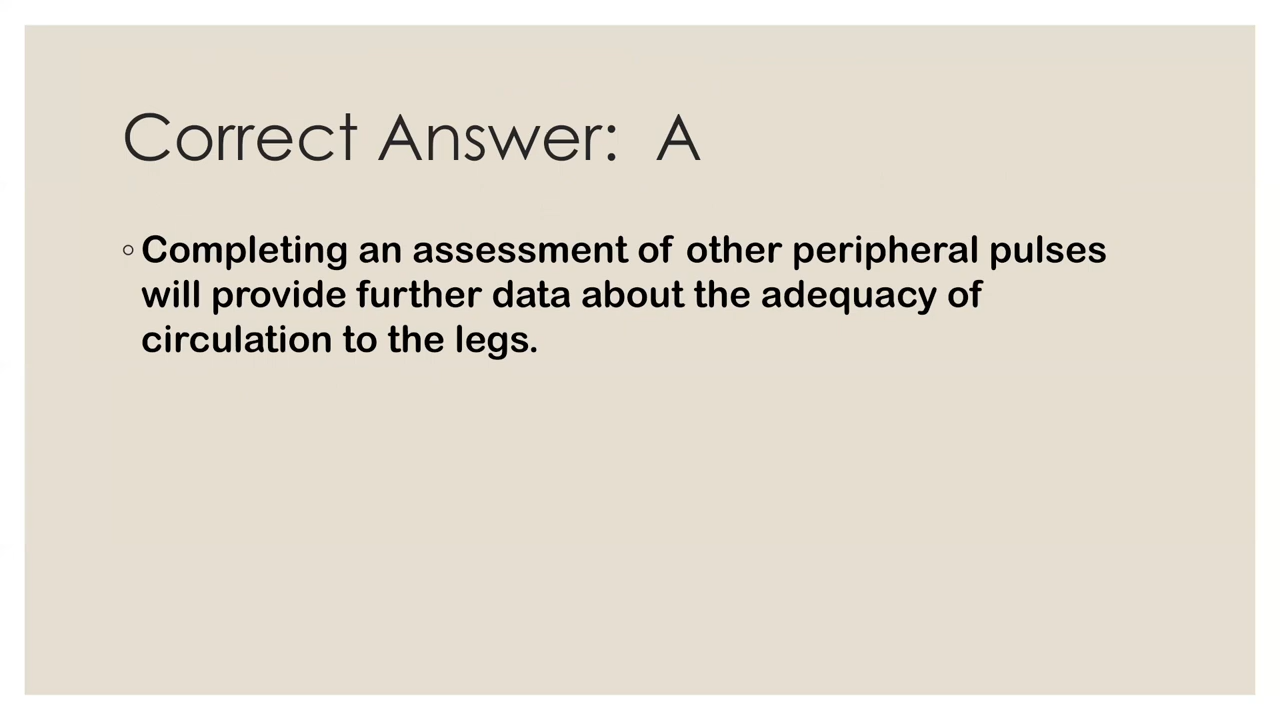 Correct Answer:  A
◦ Completing an assessment of other peripheral pulses
will provide further data about the adequacy of
circulation to the legs.